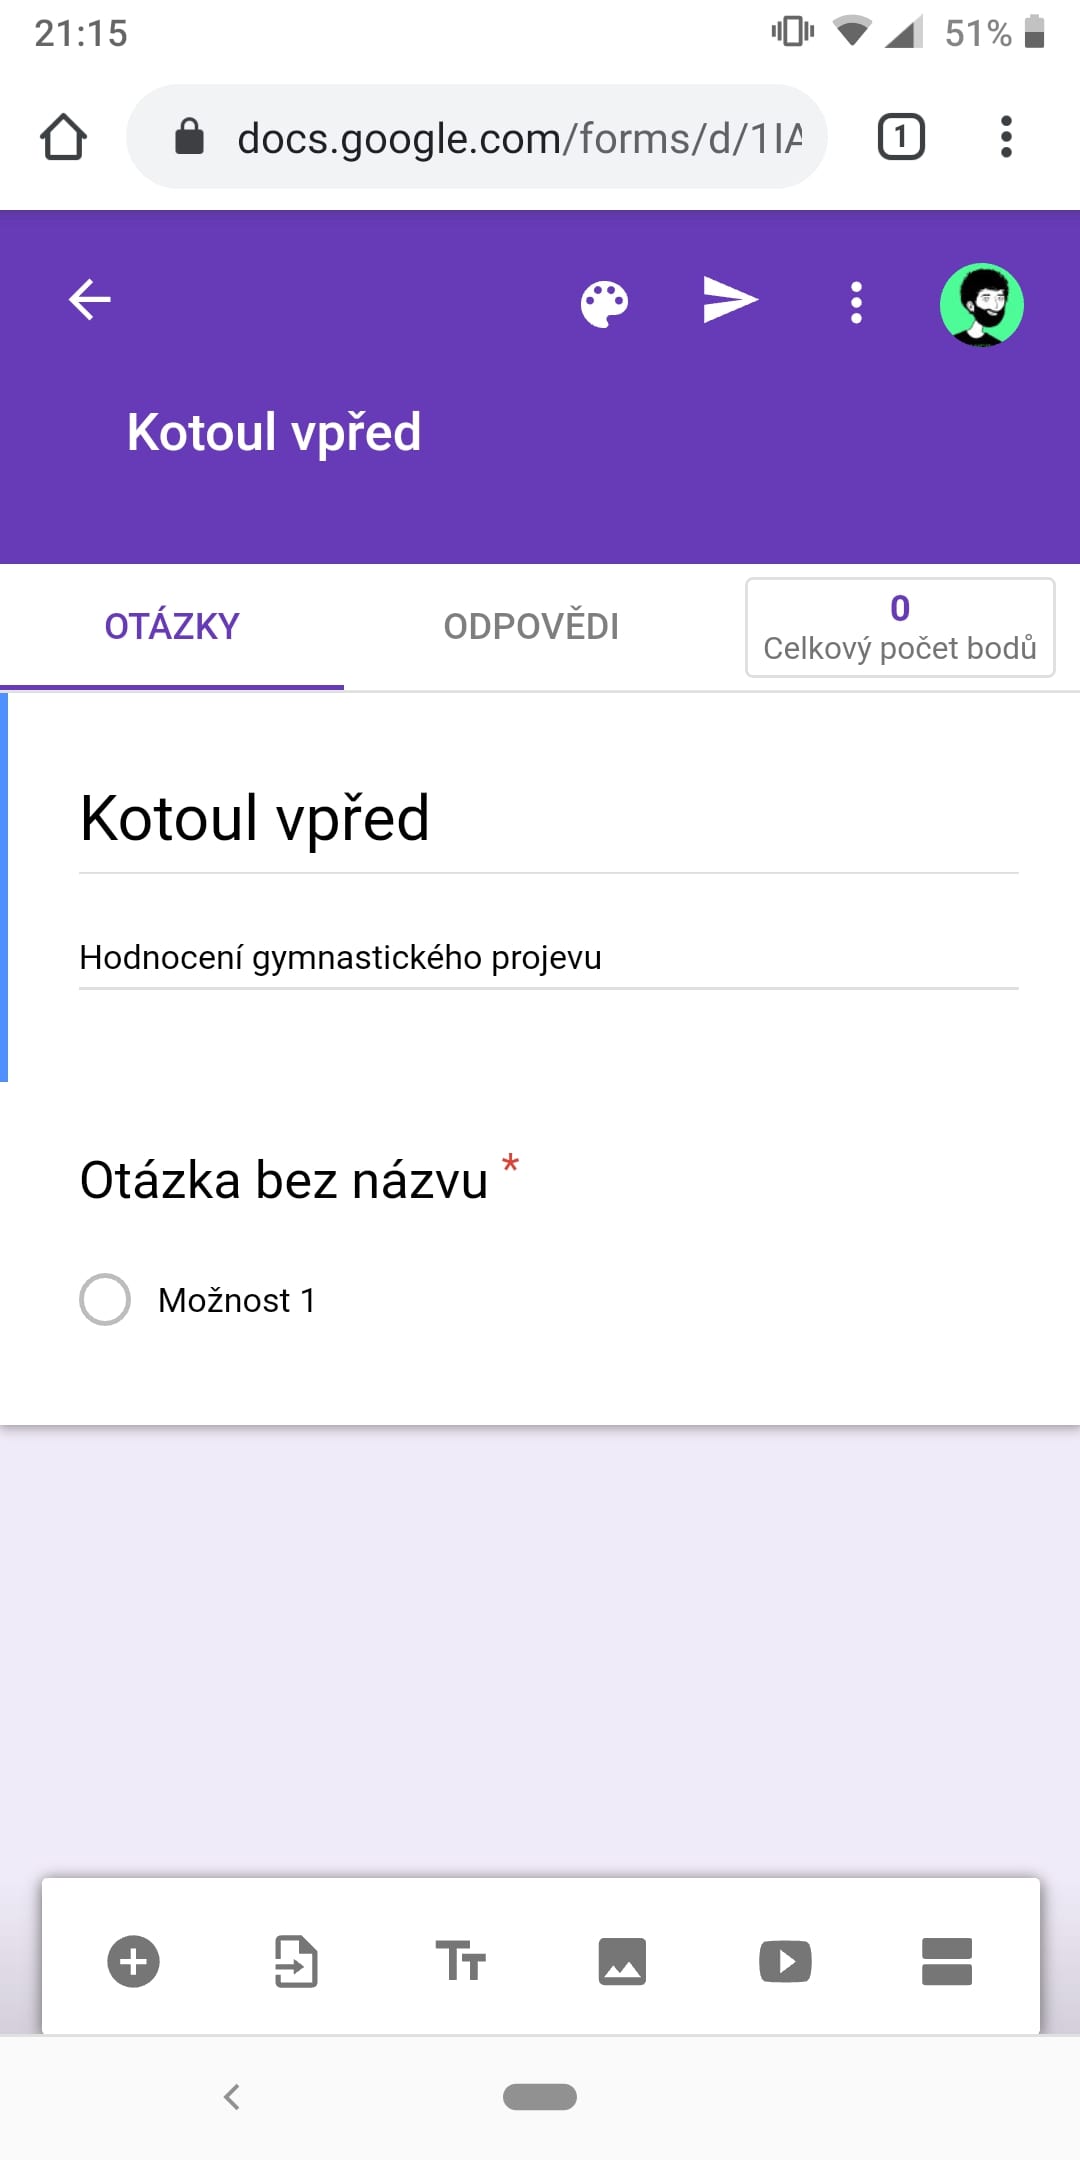 21:15
51%
docs.google.com/forms/d/1IA
1
Kotoul vpřed
OTÁZKY
ODPOVĚDI
0
Celkový počet bodů
Kotoul vpřed
Hodnocení gymnastického projevu
Otázka bez názvu *
Možnost 1